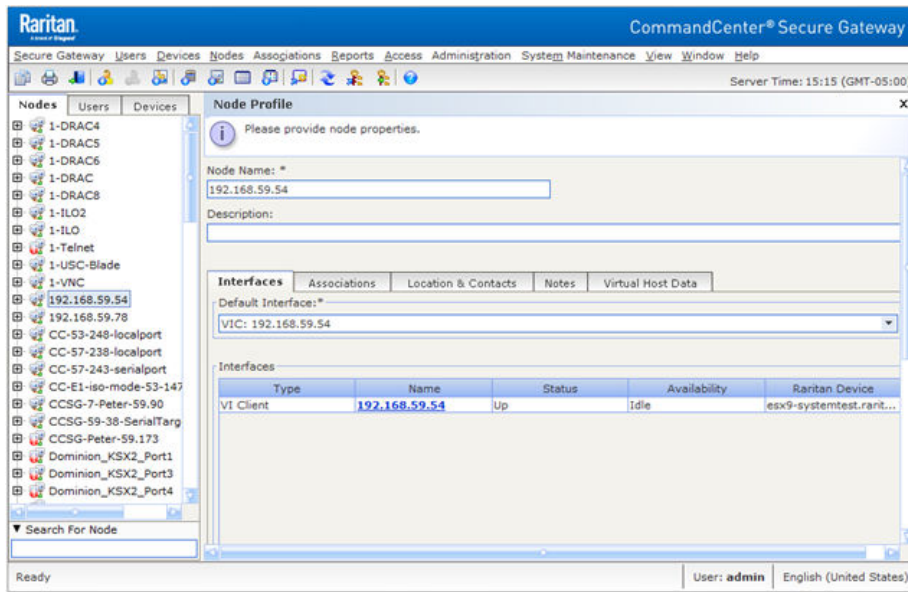 Raritan.
CommandCenter® Secure Gateway
Secure Gateway Users Devices Nodes Associations Reports Access Administration System Maintenance View Window Help
Server Time: 15:15 (GMT-05:00)
Nodes Users Devices
1-DRAC4
1-DRAC5
1-DRAC6
1-DRAC
1-DRAC8
1-ILO2
1-ILO
1-Telnet
1-USC-Blade
1-VNC
192.168.59.54
192.168.59.78
CC-53-248-localport
CC-57-238-localport
CC-57-243-serialport
CC-E1-iso-mode-53-147
CCSG-7-Peter-59.90
CCSG-59-38-SerialTarg
CCSG-Peter-59.173
Dominion_KSX2_Port1
Dominion_KSX2_Port3
Dominion_KSX2_Port4
Search For Node
Node Profile x
Please provide node properties.
Node Name: *
192.168.59.54
Description:
Interfaces Associations Location & Contacts Notes Virtual Host Data
Default Interface:*
VIC: 192.168.59.54
Interfaces
Type Name Status Availability Raritan Device
VI Client 192.168.59.54 Up Idle esx9-systemtest.rarit...
Ready User: admin English (United States)